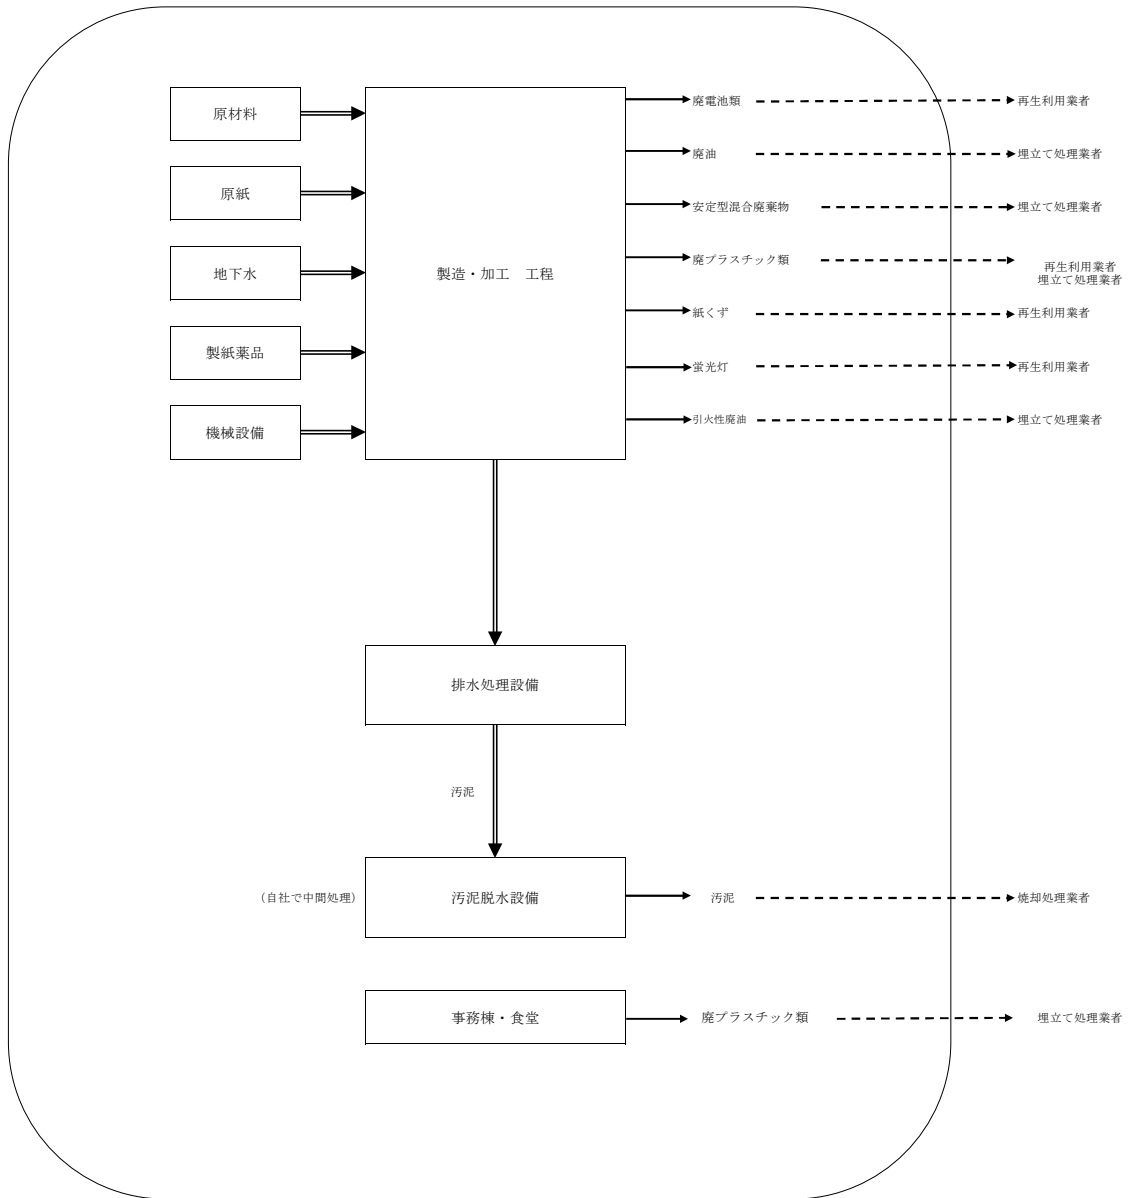 原材料
原紙
地下水
製紙薬品
機械設備
製造・加工　工程
廃電池類
再生利用業者
廃油
埋立て処理業者
安定型混合廃棄物
埋立て処理業者
廃プラスチック類
再生利用業者
埋立て処理業者
紙くず
再生利用業者
蛍光灯
再生利用業者
引火性廃油
埋立て処理業者
排水処理設備
汚泥
（自社で中間処理）
汚泥脱水設備
汚泥
焼却処理業者
事務棟・食堂
廃プラスチック類
埋立て処理業者